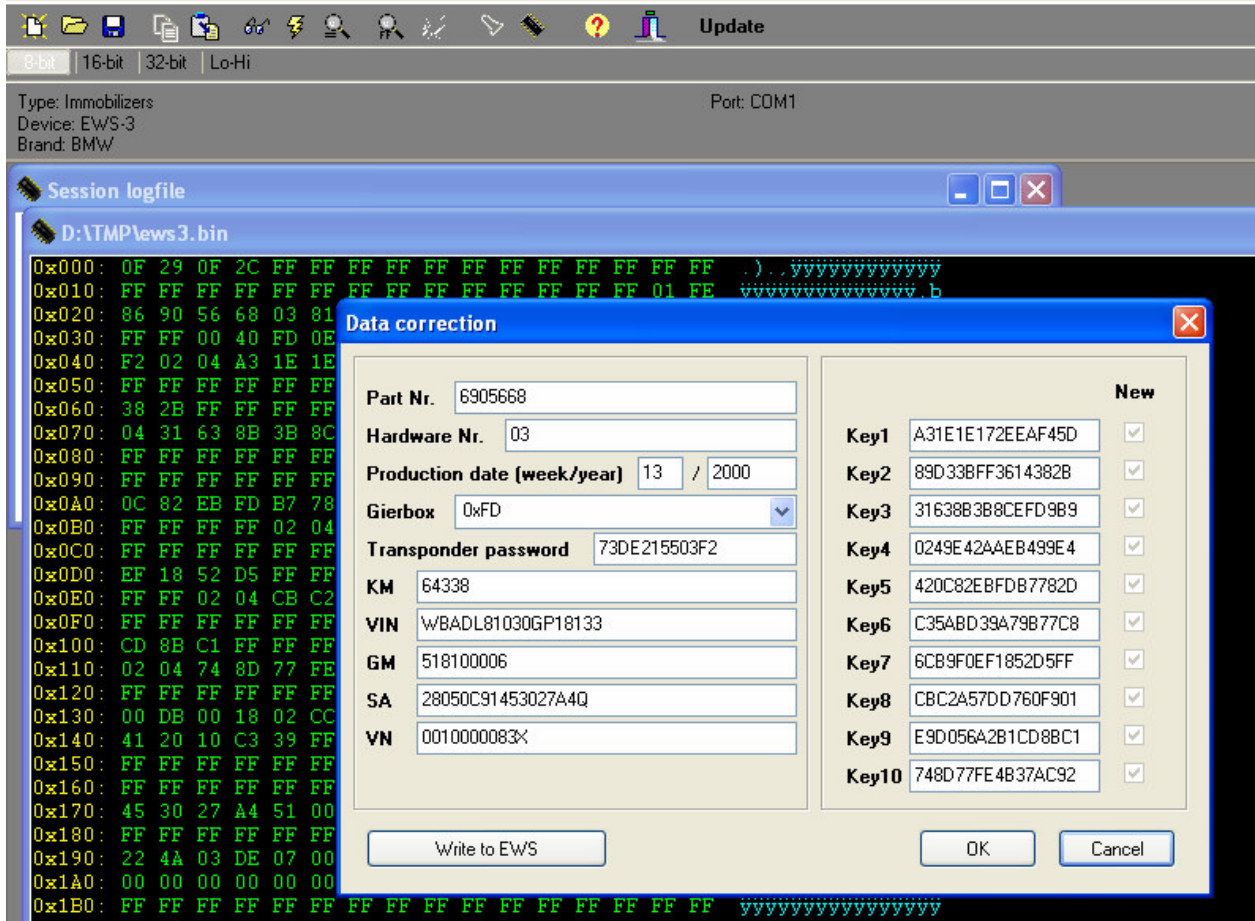 Update
8-bit 16-bit 32-bit Lo-Hi
Type: Immobilizers Port: COM1
Device: EWS-3
Brand: BMW
Session logfile
D:\TMP\ews3.bin
0x000: 0F 29 0F 2C FF FF FF FF FF FF FF FF FF FF FF FF .).,ÿÿÿÿÿÿÿÿÿÿÿÿ
0x010: FF FF FF FF FF FF FF FF FF FF FF FF FF FF 01 FE
0x020: 86 90 56 68 03 81
0x030: FF FF 00 40 FD 0E
0x040: F2 02 04 A3 1E 1E
0x050: FF FF FF FF FF FF
0x060: 38 2B FF FF FF FF
0x070: 04 31 63 8B 3B 8C
0x080: FF FF FF FF FF FF
0x090: FF FF FF FF FF FF
0x0A0: 0C 82 EB FD B7 78
0x0B0: FF FF FF FF 02 04
0x0C0: FF FF FF FF FF FF
0x0D0: EF 18 52 D5 FF FF
0x0E0: FF FF 02 04 CB C2
0x0F0: FF FF FF FF FF FF
0x100: CD 8B C1 FF FF FF
0x110: 02 04 74 8D 77 FE
0x120: FF FF FF FF FF FF
0x130: 00 DB 00 18 02 CC
0x140: 41 20 10 C3 39 FF
0x150: FF FF FF FF FF FF
0x160: FF FF FF FF FF FF
0x170: 45 30 27 A4 51 00
0x180: FF FF FF FF FF FF
0x190: 22 4A 03 DE 07 00
0x1A0: 00 00 00 00 00 00
0x1B0: FF FF FF FF FF FF FF FF FF FF FF FF FF FF FF FF ÿÿÿÿÿÿÿÿÿÿÿÿÿÿÿÿ
Data correction
Part Nr. 6905668
Hardware Nr. 03
Production date (week/year) 13 / 2000
Gierbox 0xFD
Transponder password 73DE215503F2
KM 64338
VIN WBADL81030GP18133
GM 518100006
SA 28050C91453027A4Q
VN 0010000083X
New
Key1 A31E1E172EEAF45D
Key2 89D33BFF3614382B
Key3 31638B3B8CEFD9B9
Key4 0249E42AAEB499E4
Key5 420C82EBFDB7782D
Key6 C35ABD39A79B77C8
Key7 6CB9F0EF1852D5FF
Key8 CBC2A57DD760F901
Key9 E9D056A2B1CD8BC1
Key10 748D77FE4B37AC92
Write to EWS OK Cancel